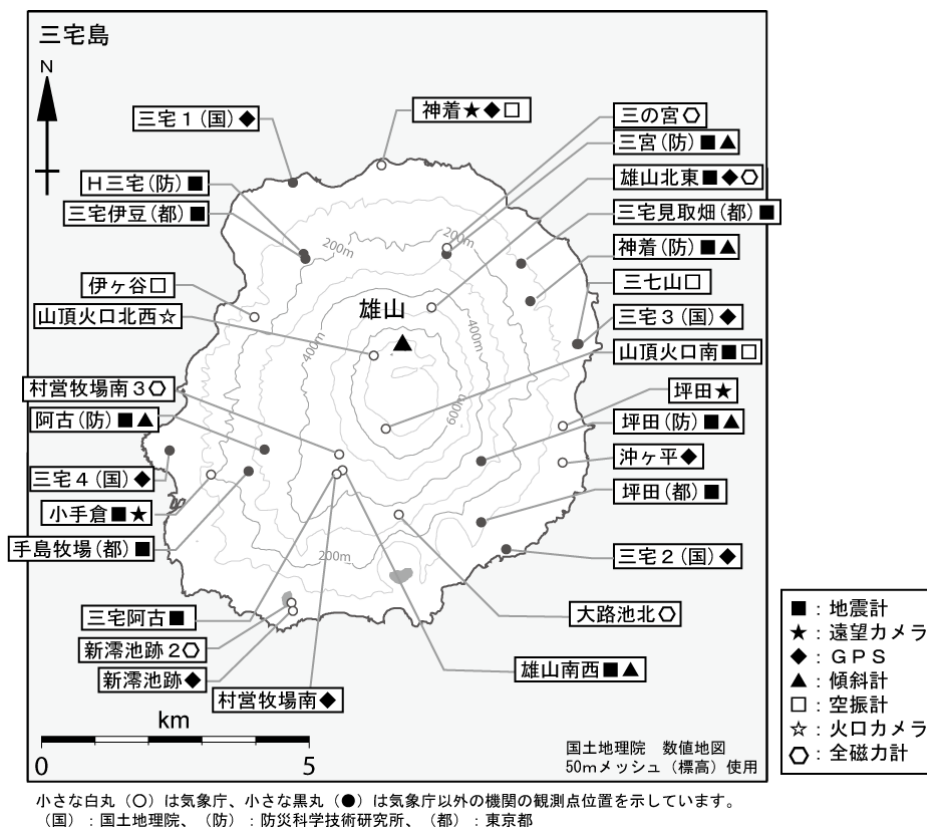 三宅島
N
三宅１(国)◆
神着★◆□
三の宮⬡
三宮(防)■▲
H三宅(防)■
雄山北東■◆⬡
三宅伊豆(都)■
三宅見取畑(都)■
200m
200m
神着(防)■▲
伊ヶ谷□
三七山□
雄山
山頂火口北西☆
三宅３(国)◆
400m
400m
山頂火口南■□
村営牧場南３⬡
坪田★
600m
阿古(防)■▲
坪田(防)■▲
沖ヶ平◆
三宅４(国)◆
坪田(都)■
小手倉■★
手島牧場(都)■
200m
三宅２(国)◆
三宅阿古■
大路池北⬡
新澪池跡２⬡
雄山南西■▲
新澪池跡◆
村営牧場南◆
■：地震計
★：遠望カメラ
◆：ＧＰＳ
▲：傾斜計
□：空振計
☆：火口カメラ
⬡：全磁力計
km
0 5
国土地理院 数値地図
50mメッシュ（標高）使用
小さな白丸（○）は気象庁、小さな黒丸（●）は気象庁以外の機関の観測点位置を示しています。
（国）：国土地理院、（防）：防災科学技術研究所、（都）：東京都